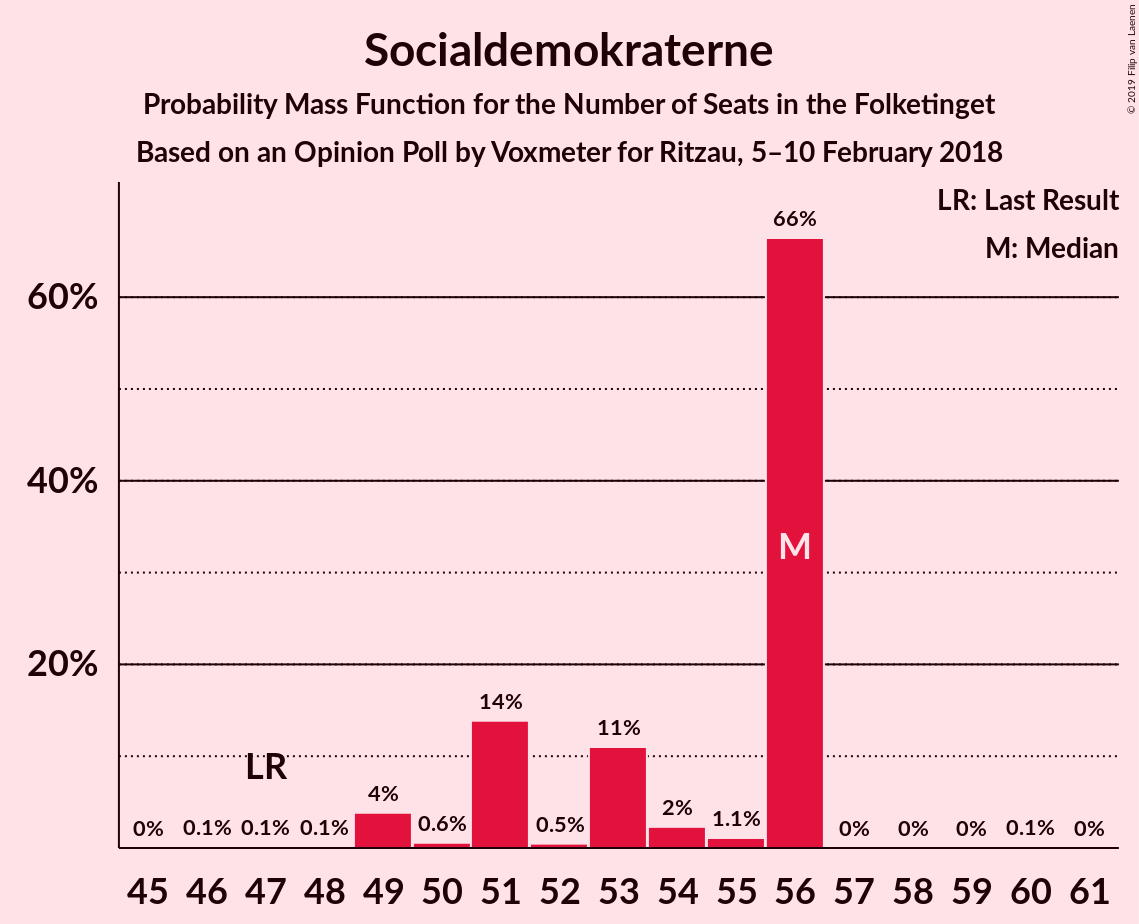 Socialdemokraterne
Probability Mass Function for the Number of Seats in the Folketinget
Based on an Opinion Poll by Voxmeter for Ritzau, 5–10 February 2018
© 2019 Filip van Laenen
LR: Last Result
M: Median
60%
40%
20%
0% 0.1% 0.1% 0.1% 4% 0.6% 14% 0.5% 11% 2% 1.1% 66% 0% 0% 0% 0.1% 0%
LR
M
45 46 47 48 49 50 51 52 53 54 55 56 57 58 59 60 61